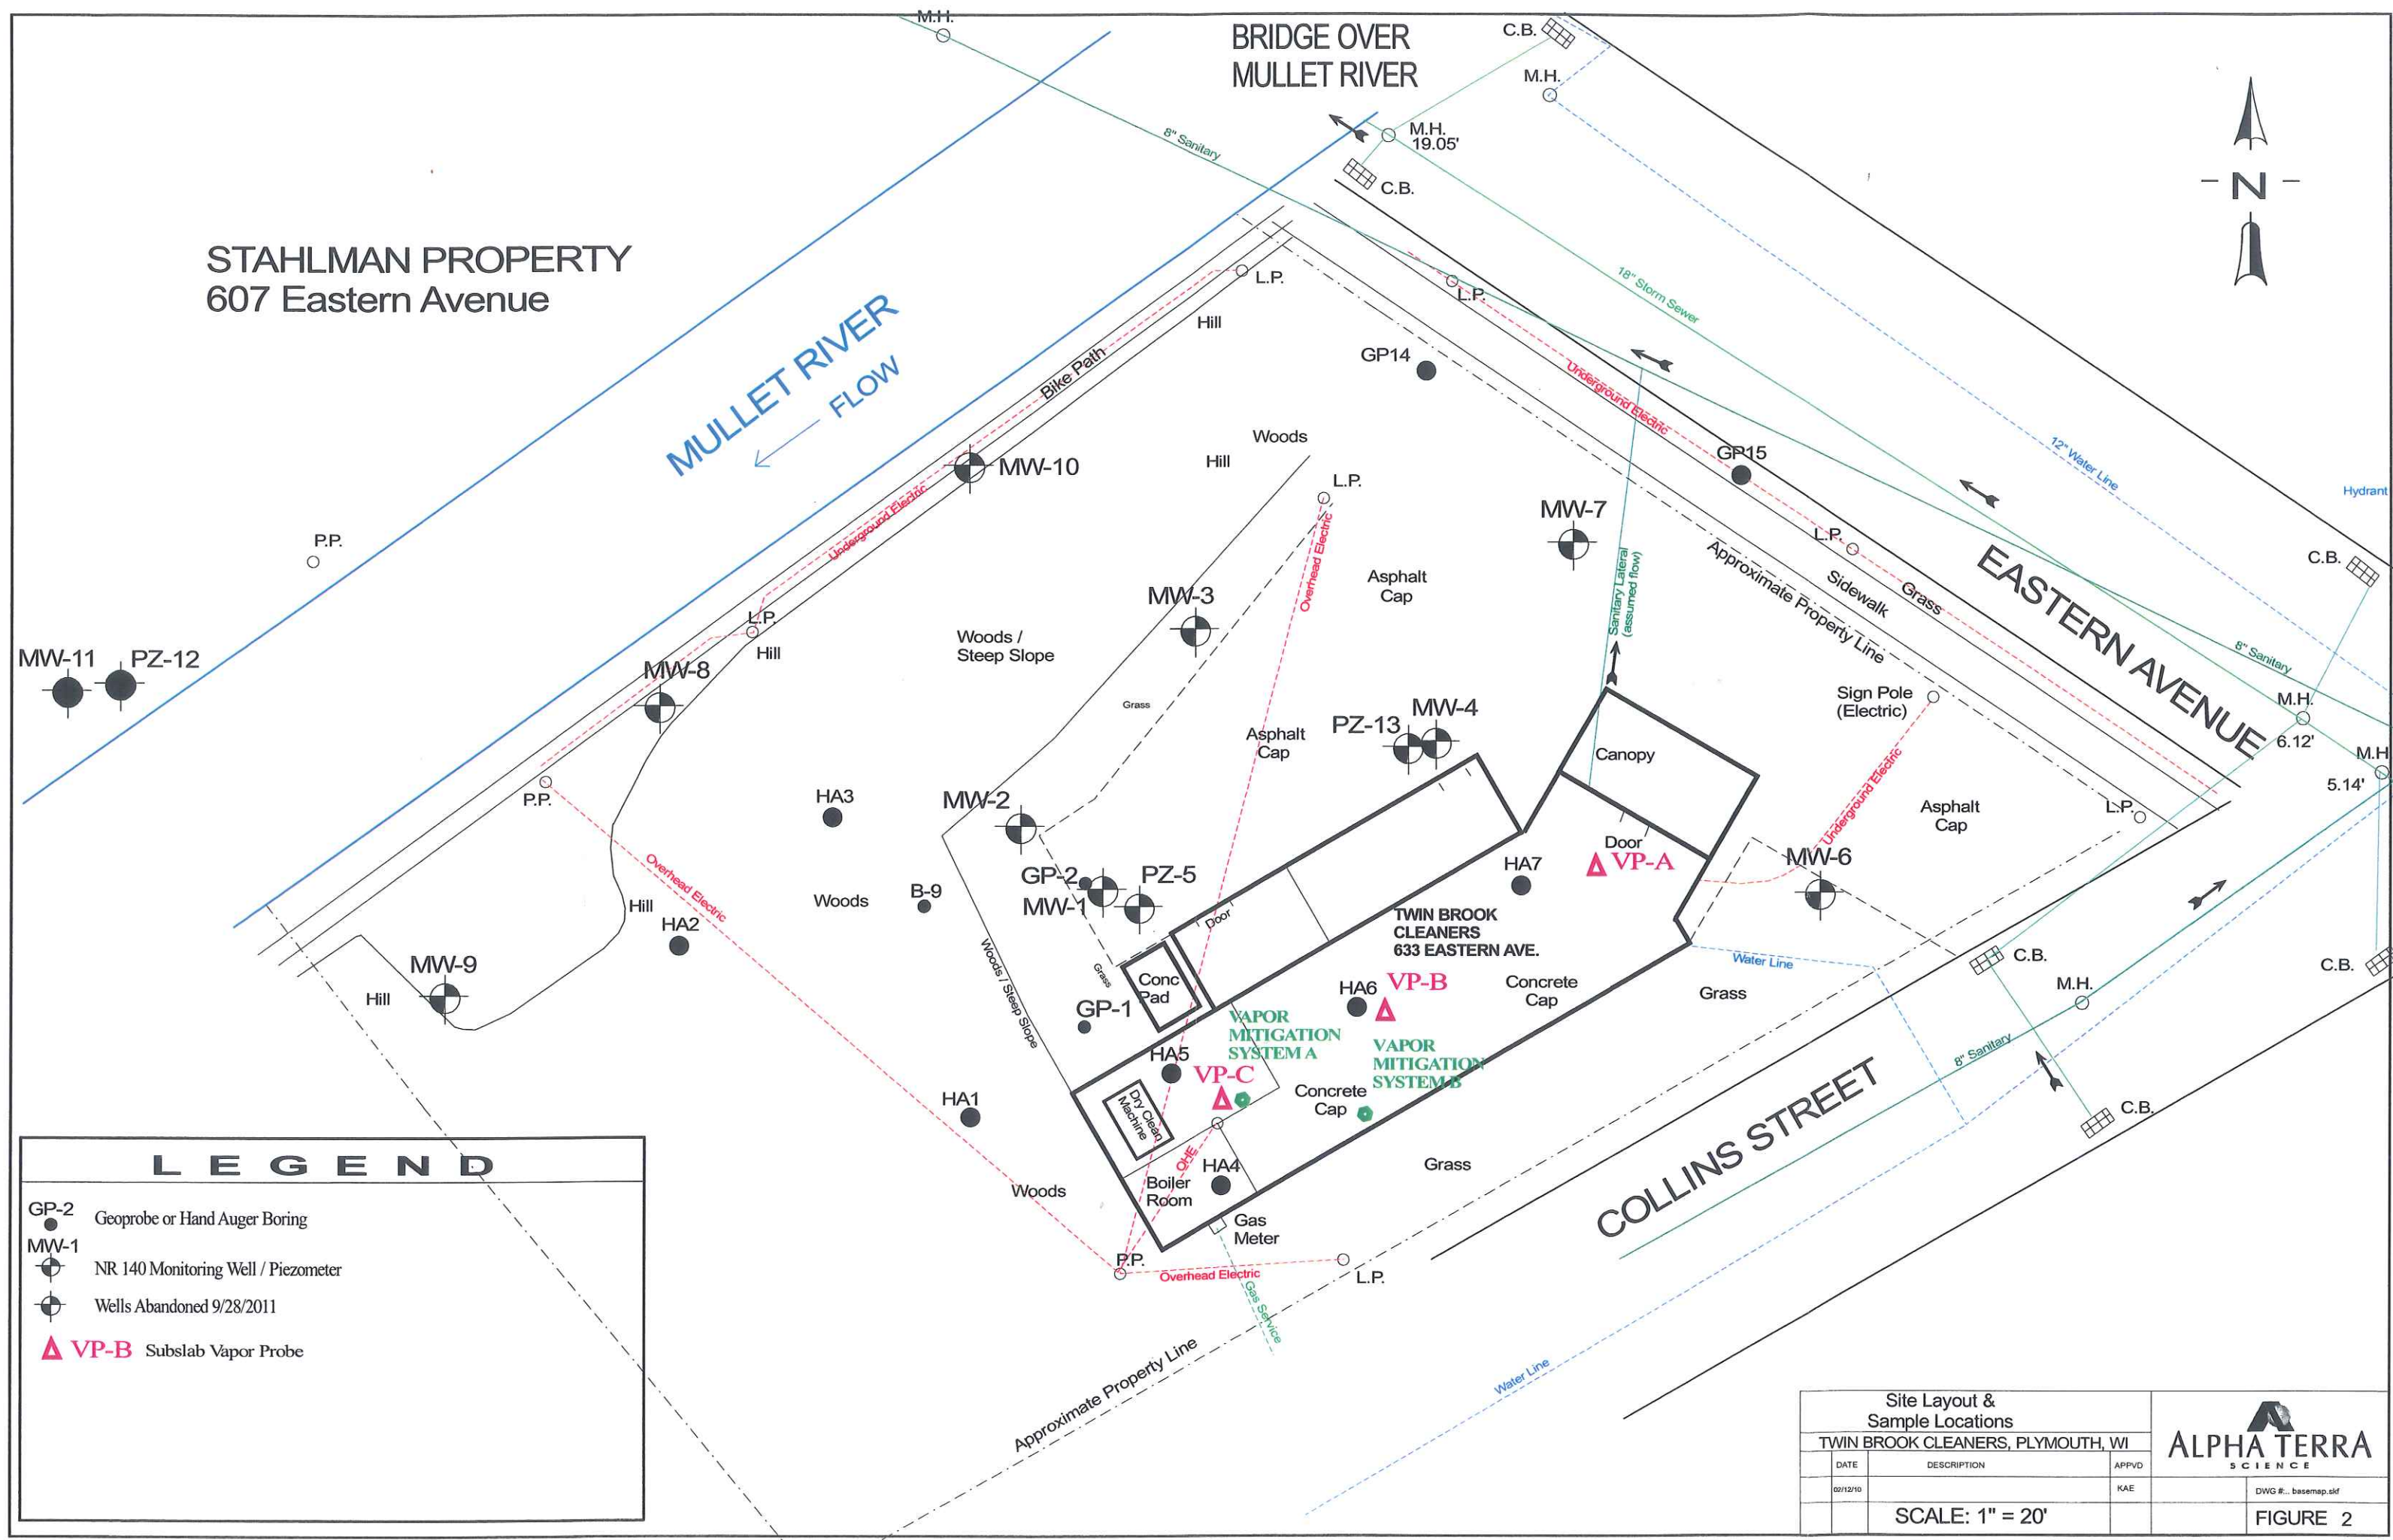 M.H.
BRIDGE OVER
MULLET RIVER
C.B.
M.H.
M.H.
19.05'
C.B.
8" Sanitary
N
STAHLMAN PROPERTY
607 Eastern Avenue
L.P.
L.P.
18" Storm Sewer
Hill
MULLET RIVER
FLOW
Bike Path
GP14
Underground Electric
Woods
Hill
GP15
12" Water Line
Hydrant
MW-10
L.P.
Underground Electric
MW-7
P.P.
L.P.
C.B.
Overhead Electric
Asphalt
Cap
Sanitary Lateral
(assumed flow)
Approximate Property Line
Sidewalk
Grass
EASTERN AVENUE
MW-3
L.P.
Woods /
Steep Slope
Hill
MW-11
PZ-12
MW-8
8" Sanitary
Grass
Sign Pole
(Electric)
M.H.
6.12'
MW-4
PZ-13
Asphalt
Cap
Canopy
M.H
5.14'
Underground Electric
P.P.
HA3
MW-2
Asphalt
Cap
L.P.
Door
VP-A
HA7
MW-6
Overhead Electric
GP-2
PZ-5
MW-1
B-9
Woods
Hill
HA2
Door
TWIN BROOK
CLEANERS
633 EASTERN AVE.
Woods / Steep Slope
Grass
MW-9
Hill
Conc
Pad
Water Line
C.B.
C.B.
VP-B
HA6
Concrete
Cap
Grass
M.H.
GP-1
VAPOR
MITIGATION
SYSTEM A
VAPOR
MITIGATION
SYSTEM B
HA5
VP-C
8" Sanitary
Concrete
Cap
HA1
Dry Clean
Machine
C.B.
COLLINS STREET
OHE
HA4
Boiler
Room
Grass
Woods
Gas
Meter
P.P.
Overhead Electric
L.P.
Gas Service
Approximate Property Line
Water Line
LEGEND
GP-2
Geoprobe or Hand Auger Boring
MW-1
NR 140 Monitoring Well / Piezometer
Wells Abandoned 9/28/2011
VP-B Subslab Vapor Probe
Site Layout &
Sample Locations
TWIN BROOK CLEANERS, PLYMOUTH, WI
DATE DESCRIPTION APPVD
02/12/10 KAE
SCALE: 1" = 20'
ALPHA TERRA
SCIENCE
DWG #:.. basemap.skf
FIGURE 2